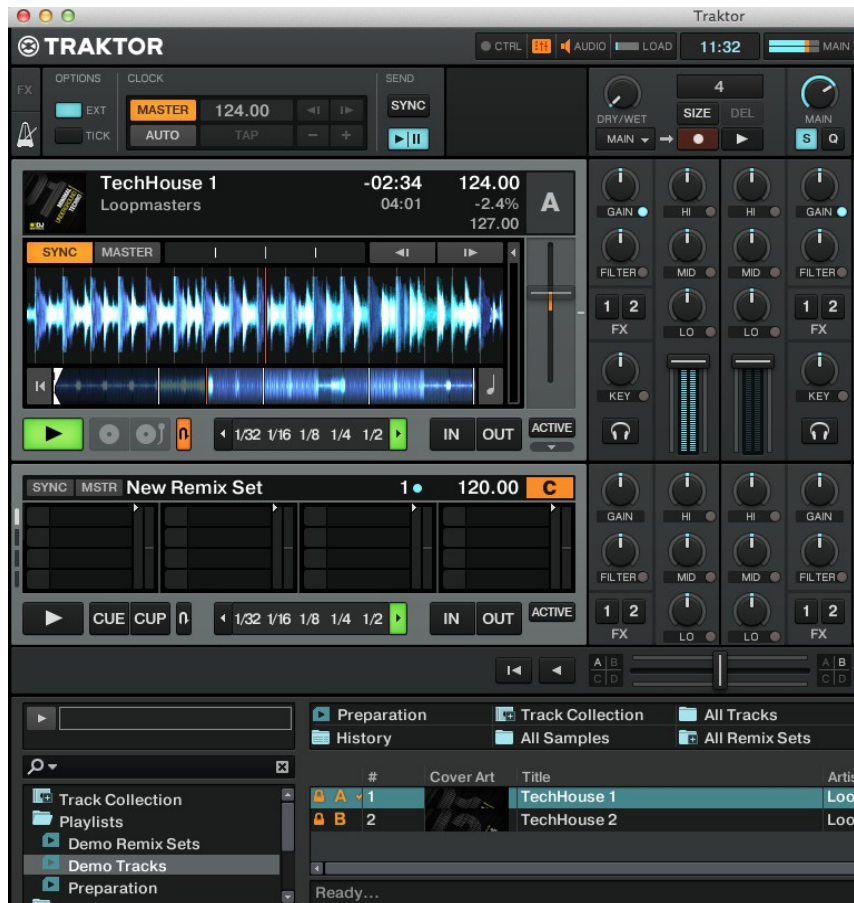 Traktor
TRAKTOR
CTRL AUDIO LOAD 11:32 MAIN
FX
OPTIONS CLOCK SEND
EXT MASTER 124.00 SYNC
TICK AUTO TAP - +
DRY/WET
4
SIZE DEL
MAIN
MAIN
S Q
TechHouse 1 -02:34 124.00 A
Loopmasters 04:01 -2.4%
127.00
SYNC MASTER
1/32 1/16 1/8 1/4 1/2 IN OUT ACTIVE
GAIN HI HI GAIN
FILTER MID MID FILTER
1 2 LO LO 1 2
FX FX
KEY KEY
SYNC MSTR New Remix Set 1 120.00 C
CUE CUP 1/32 1/16 1/8 1/4 1/2 IN OUT ACTIVE
GAIN HI HI GAIN
FILTER MID MID FILTER
1 2 LO LO 1 2
FX FX
A B A B
C D C D
Preparation Track Collection All Tracks
History All Samples All Remix Sets
Track Collection
Playlists
Demo Remix Sets
Demo Tracks
Preparation
# Cover Art Title Artis
A 1 TechHouse 1 Loo
B 2 TechHouse 2 Loo
Ready...